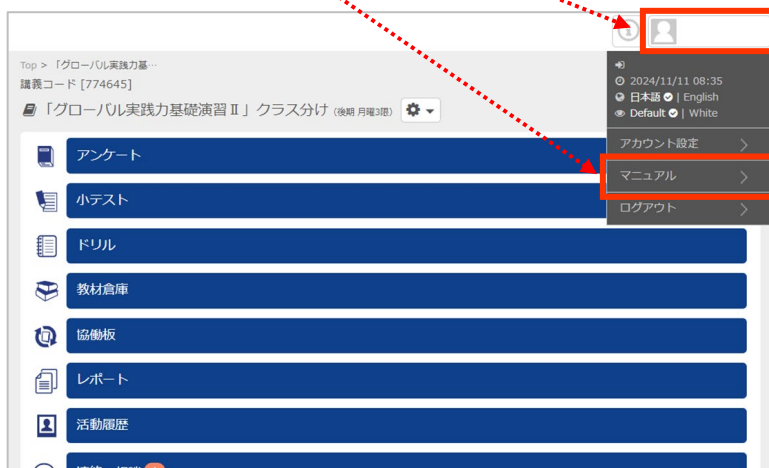 Top > 「グローバル実践力基…
講義コード [774645]
「グローバル実践力基礎演習Ⅱ」クラス分け (後期 月曜3限)
2024/11/11 08:35
日本語 | English
Default | White
アカウント設定
マニュアル
ログアウト
アンケート
小テスト
ドリル
教材倉庫
協働板
レポート
活動履歴